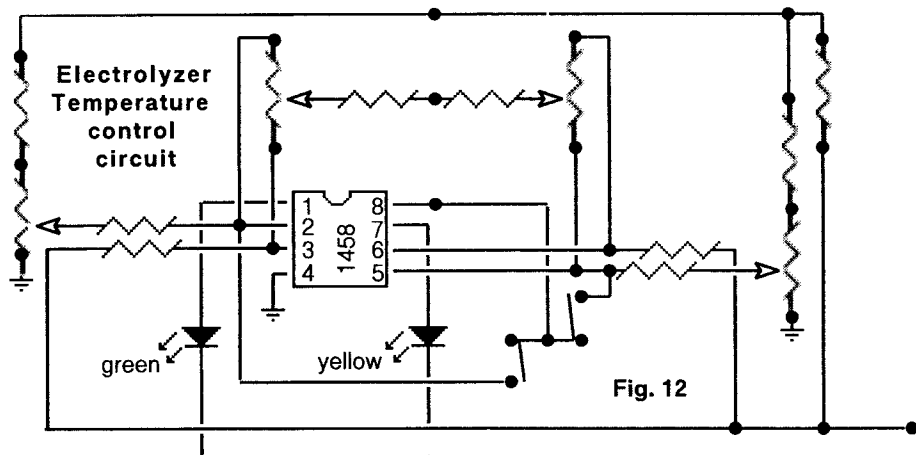 Electrolyzer
Temperature
control
circuit
1 8
2 7
3 6
4 5
1458
green
yellow
Fig. 12